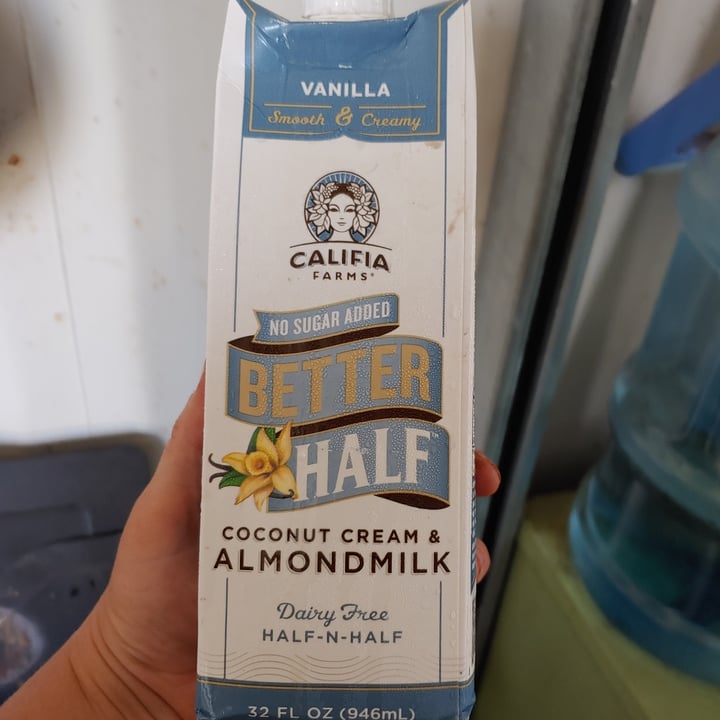 VANILLA
Smooth & Creamy
CALIFIA
FARMS®
NO SUGAR ADDED
BETTER
HALF™
COCONUT CREAM &
ALMONDMILK
Dairy Free
HALF-N-HALF
32 FL OZ (946mL)